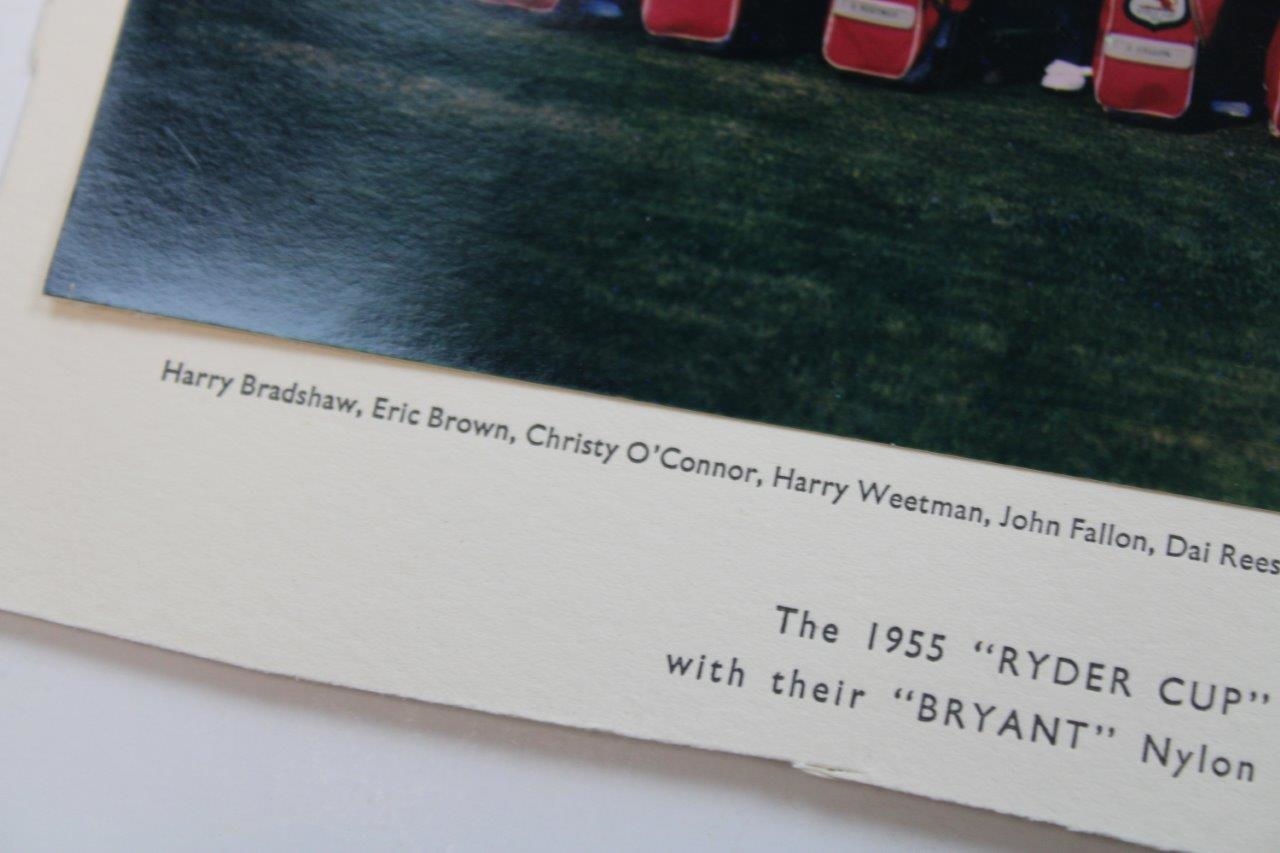 Harry Bradshaw, Eric Brown, Christy O'Connor, Harry Weetman, John Fallon, Dai Rees
The 1955 “RYDER CUP”
with their “BRYANT” Nylon